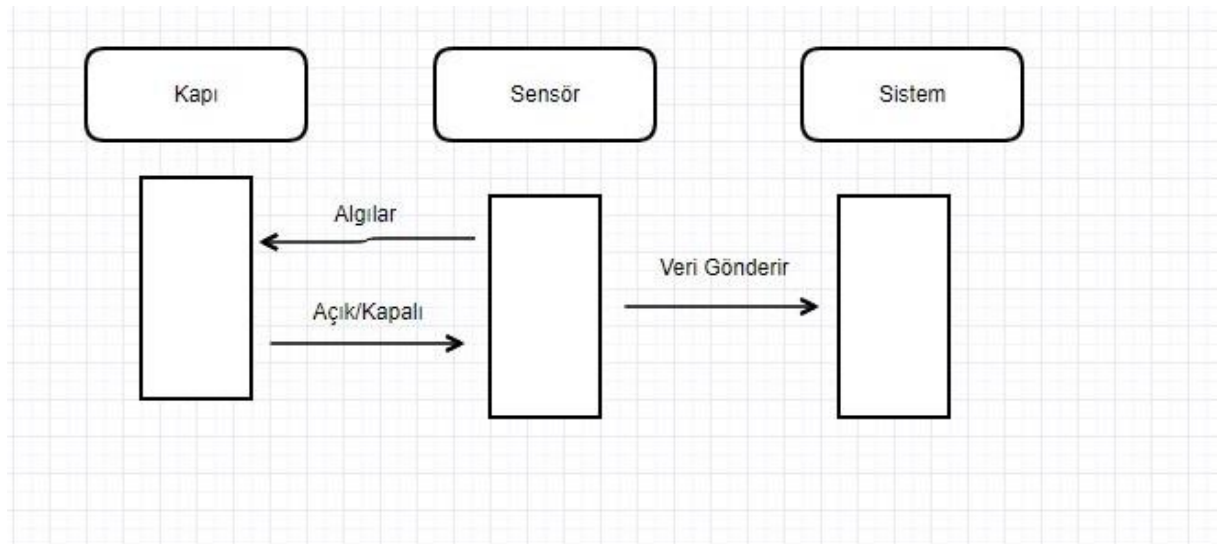 Kapı
Sensör
Sistem
Algılar
Veri Gönderir
Açık/Kapalı